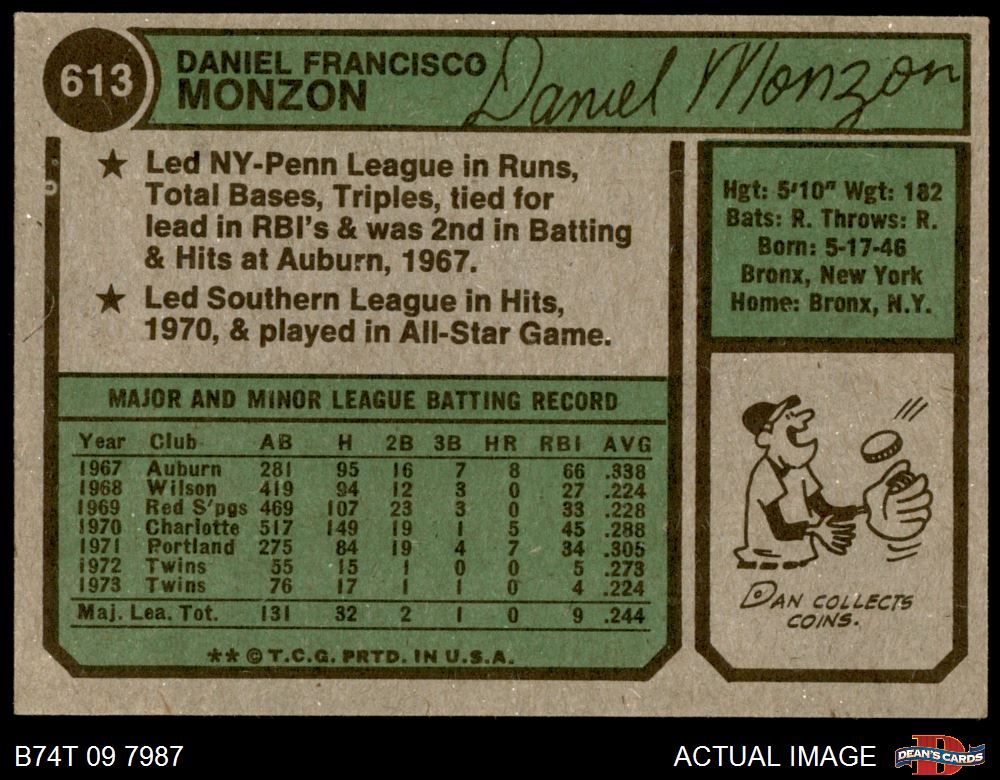 613
DANIEL FRANCISCO
MONZON
Daniel Monzon
★ Led NY-Penn League in Runs,
Total Bases, Triples, tied for
lead in RBI's & was 2nd in Batting
& Hits at Auburn, 1967.
★ Led Southern League in Hits,
1970, & played in All-Star Game.
Hgt: 5'10" Wgt: 182
Bats: R. Throws: R.
Born: 5-17-46
Bronx, New York
Home: Bronx, N.Y.
MAJOR AND MINOR LEAGUE BATTING RECORD
Year Club AB H 2B 3B HR RBI AVG
1967 Auburn 281 95 16 7 8 66 .338
1968 Wilson 419 94 12 3 0 27 .224
1969 Red S'pgs 469 107 23 3 0 33 .228
1970 Charlotte 517 149 19 1 5 45 .288
1971 Portland 275 84 19 4 7 34 .305
1972 Twins 55 15 1 0 0 5 .273
1973 Twins 76 17 1 1 0 4 .224
Maj. Lea. Tot. 131 32 2 1 0 9 .244
** © T.C.G. PRTD. IN U.S.A.
DAN COLLECTS
COINS.
B74T 09 7987
ACTUAL IMAGE
DEAN'S CARDS